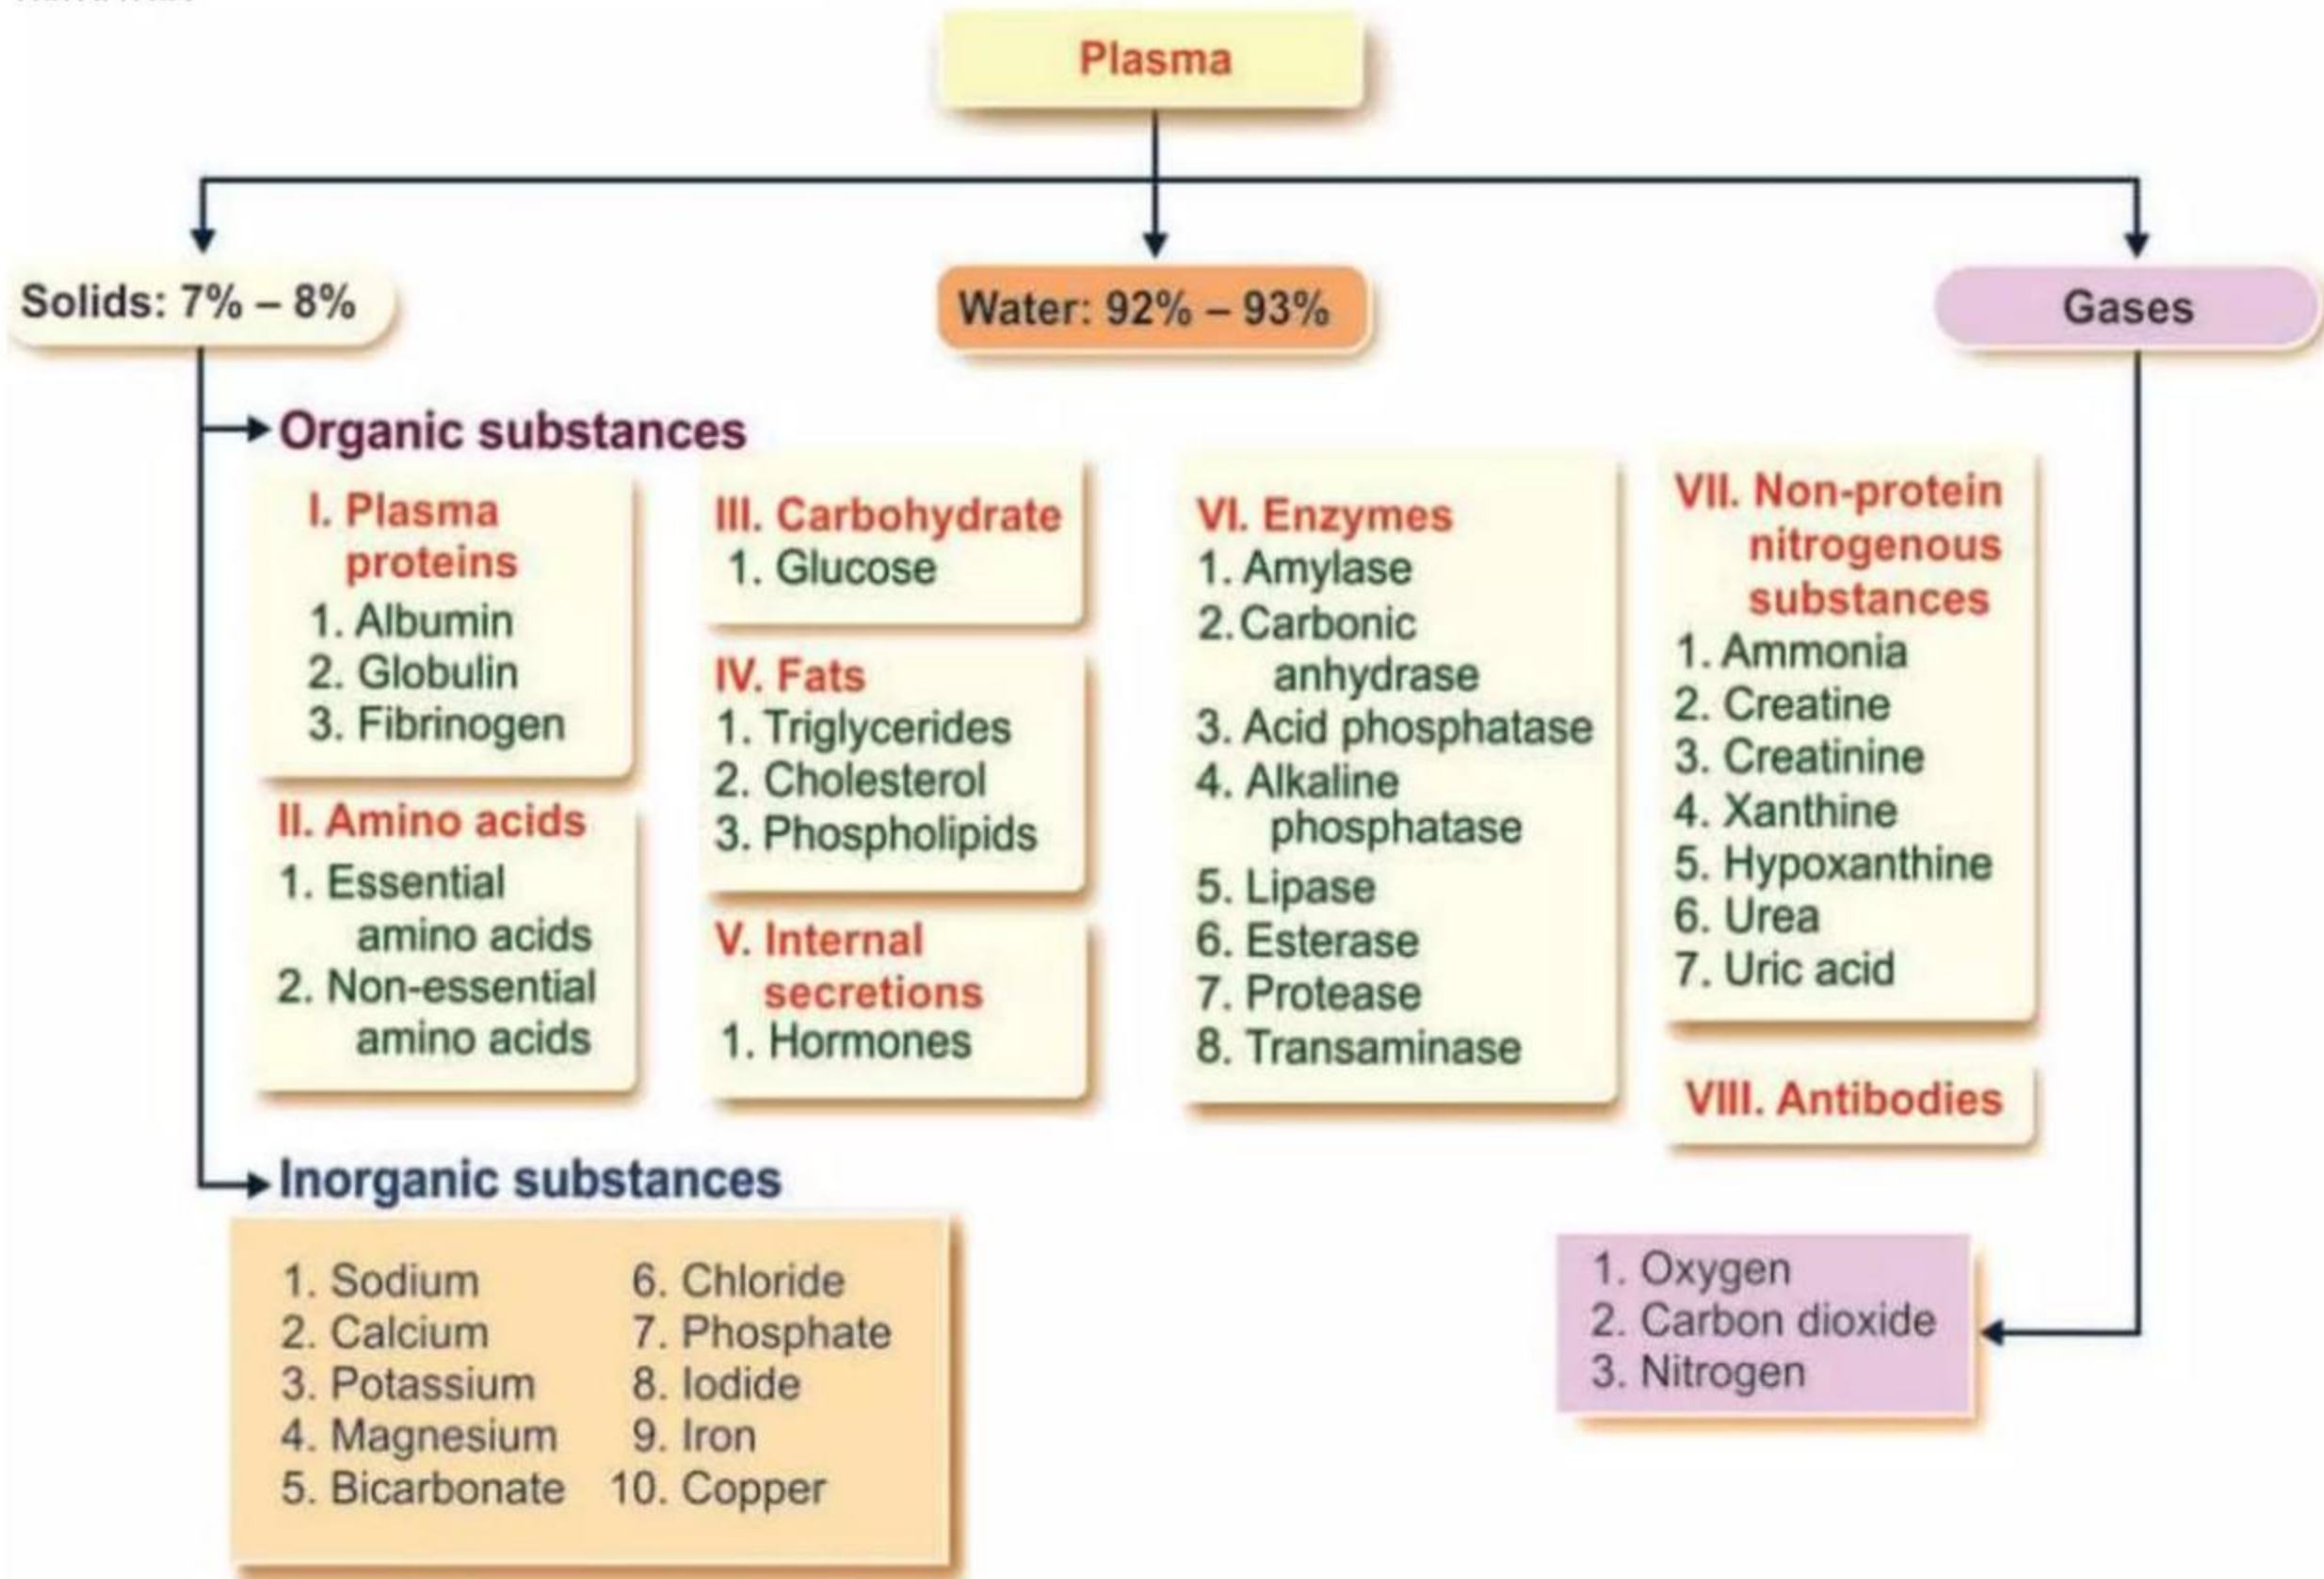 Plasma
Solids: 7% – 8%
Water: 92% – 93%
Gases
Organic substances
I. Plasma
proteins
1. Albumin
2. Globulin
3. Fibrinogen
II. Amino acids
1. Essential
amino acids
2. Non-essential
amino acids
III. Carbohydrate
1. Glucose
IV. Fats
1. Triglycerides
2. Cholesterol
3. Phospholipids
V. Internal
secretions
1. Hormones
VI. Enzymes
1. Amylase
2. Carbonic
anhydrase
3. Acid phosphatase
4. Alkaline
phosphatase
5. Lipase
6. Esterase
7. Protease
8. Transaminase
VII. Non-protein
nitrogenous
substances
1. Ammonia
2. Creatine
3. Creatinine
4. Xanthine
5. Hypoxanthine
6. Urea
7. Uric acid
VIII. Antibodies
Inorganic substances
1. Sodium
2. Calcium
3. Potassium
4. Magnesium
5. Bicarbonate
6. Chloride
7. Phosphate
8. Iodide
9. Iron
10. Copper
1. Oxygen
2. Carbon dioxide
3. Nitrogen